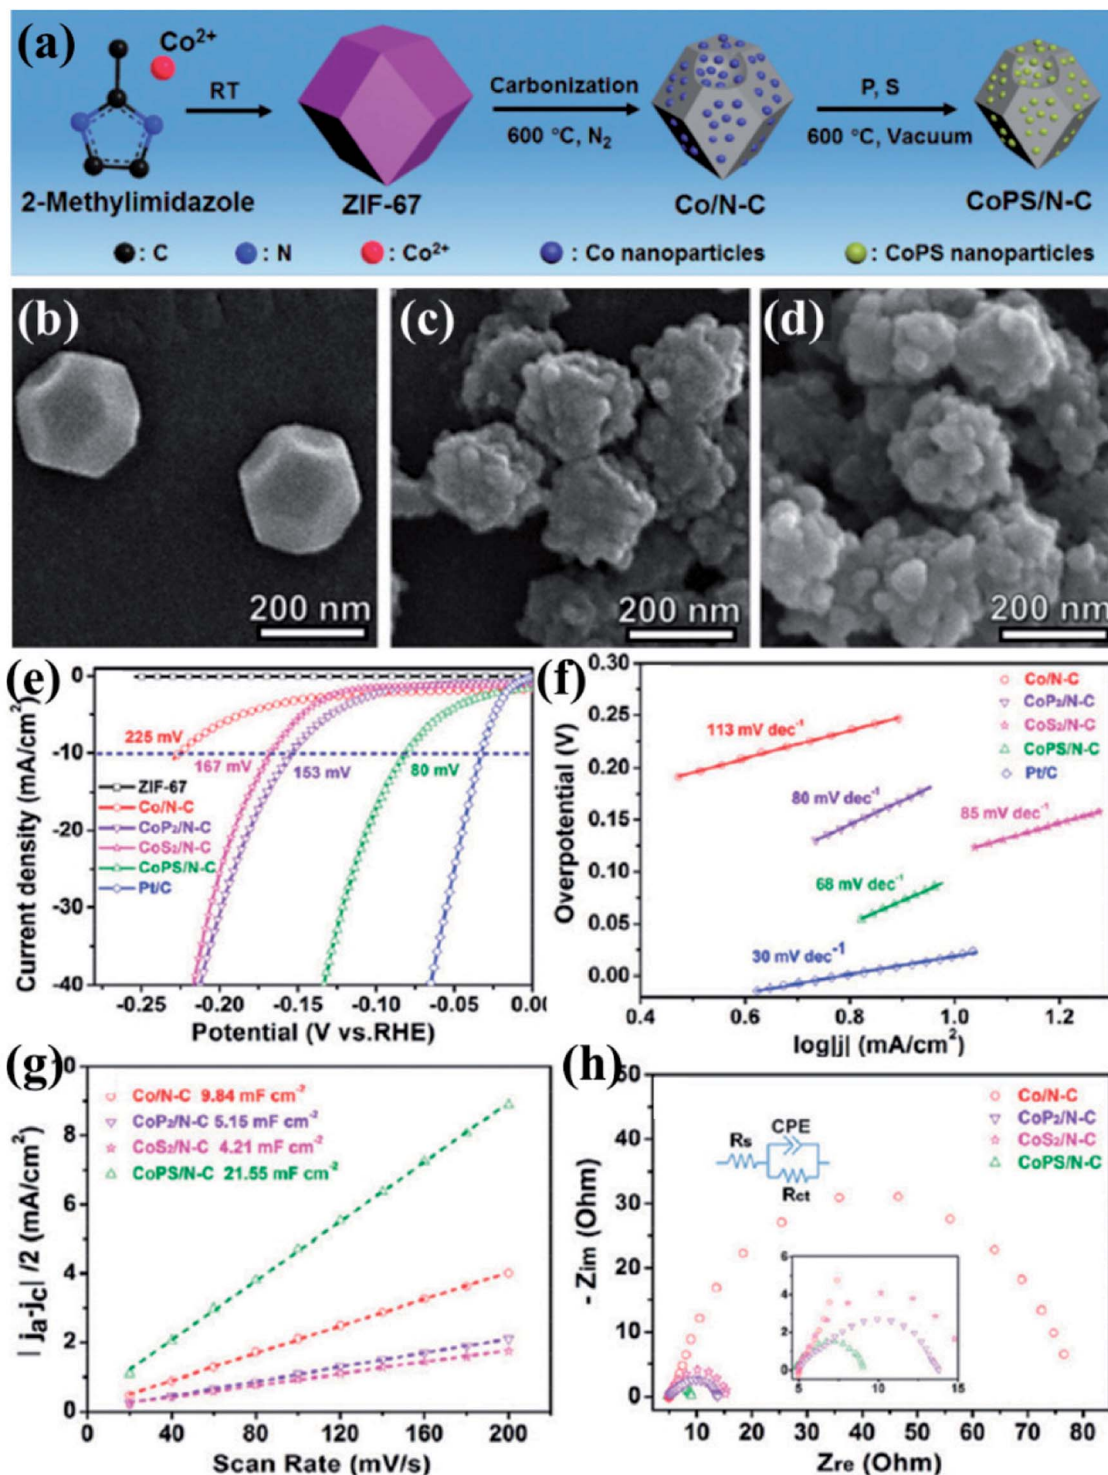 (a)
Co²⁺
RT
Carbonization
600 °C, N₂
P, S
600 °C, Vacuum
2-Methylimidazole
ZIF-67
Co/N-C
CoPS/N-C
: C
: N
: Co²⁺
: Co nanoparticles
: CoPS nanoparticles
(b)
200 nm
(c)
200 nm
(d)
200 nm
(e)
0
-10
-20
-30
-40
Current density (mA/cm²)
225 mV
167 mV
153 mV
80 mV
ZIF-67
Co/N-C
CoP₂/N-C
CoS₂/N-C
CoPS/N-C
Pt/C
-0.25
-0.20
-0.15
-0.10
-0.05
0.00
Potential (V vs.RHE)
(f)
0.30
0.25
0.20
0.15
0.10
0.05
0.00
Overpotential (V)
Co/N-C
CoP₂/N-C
CoS₂/N-C
CoPS/N-C
Pt/C
113 mV dec⁻¹
80 mV dec⁻¹
85 mV dec⁻¹
68 mV dec⁻¹
30 mV dec⁻¹
0.4
0.6
0.8
1.0
1.2
log|j| (mA/cm²)
(g)
10
8
6
4
2
0
| ja-jc| /2 (mA/cm²)
Co/N-C 9.84 mF cm⁻²
CoP₂/N-C 5.15 mF cm⁻²
CoS₂/N-C 4.21 mF cm⁻²
CoPS/N-C 21.55 mF cm⁻²
0
40
80
120
160
200
Scan Rate (mV/s)
(h)
50
40
30
20
10
0
- Zim (Ohm)
Co/N-C
CoP₂/N-C
CoS₂/N-C
CoPS/N-C
Rs
CPE
Rct
6
4
2
0
5
10
15
0
10
20
30
40
50
60
70
80
Zre (Ohm)